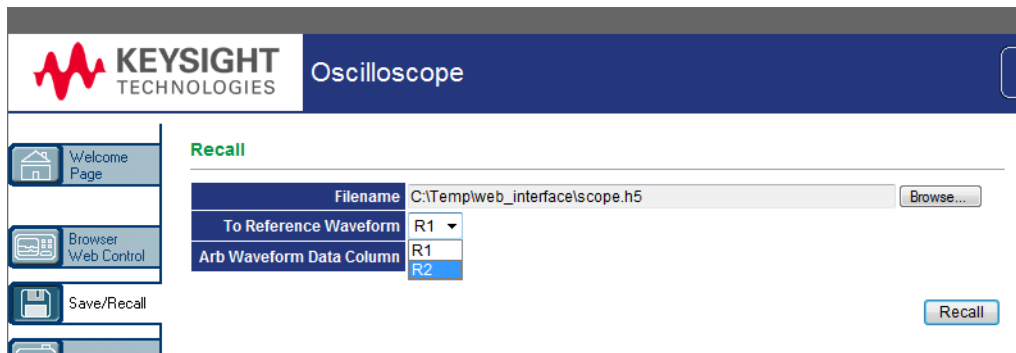 KEYSIGHT
TECHNOLOGIES
Oscilloscope
Welcome
Page
Browser
Web Control
Save/Recall
Recall
Filename C:\Temp\web_interface\scope.h5 Browse...
To Reference Waveform R1
Arb Waveform Data Column R1
R2
Recall